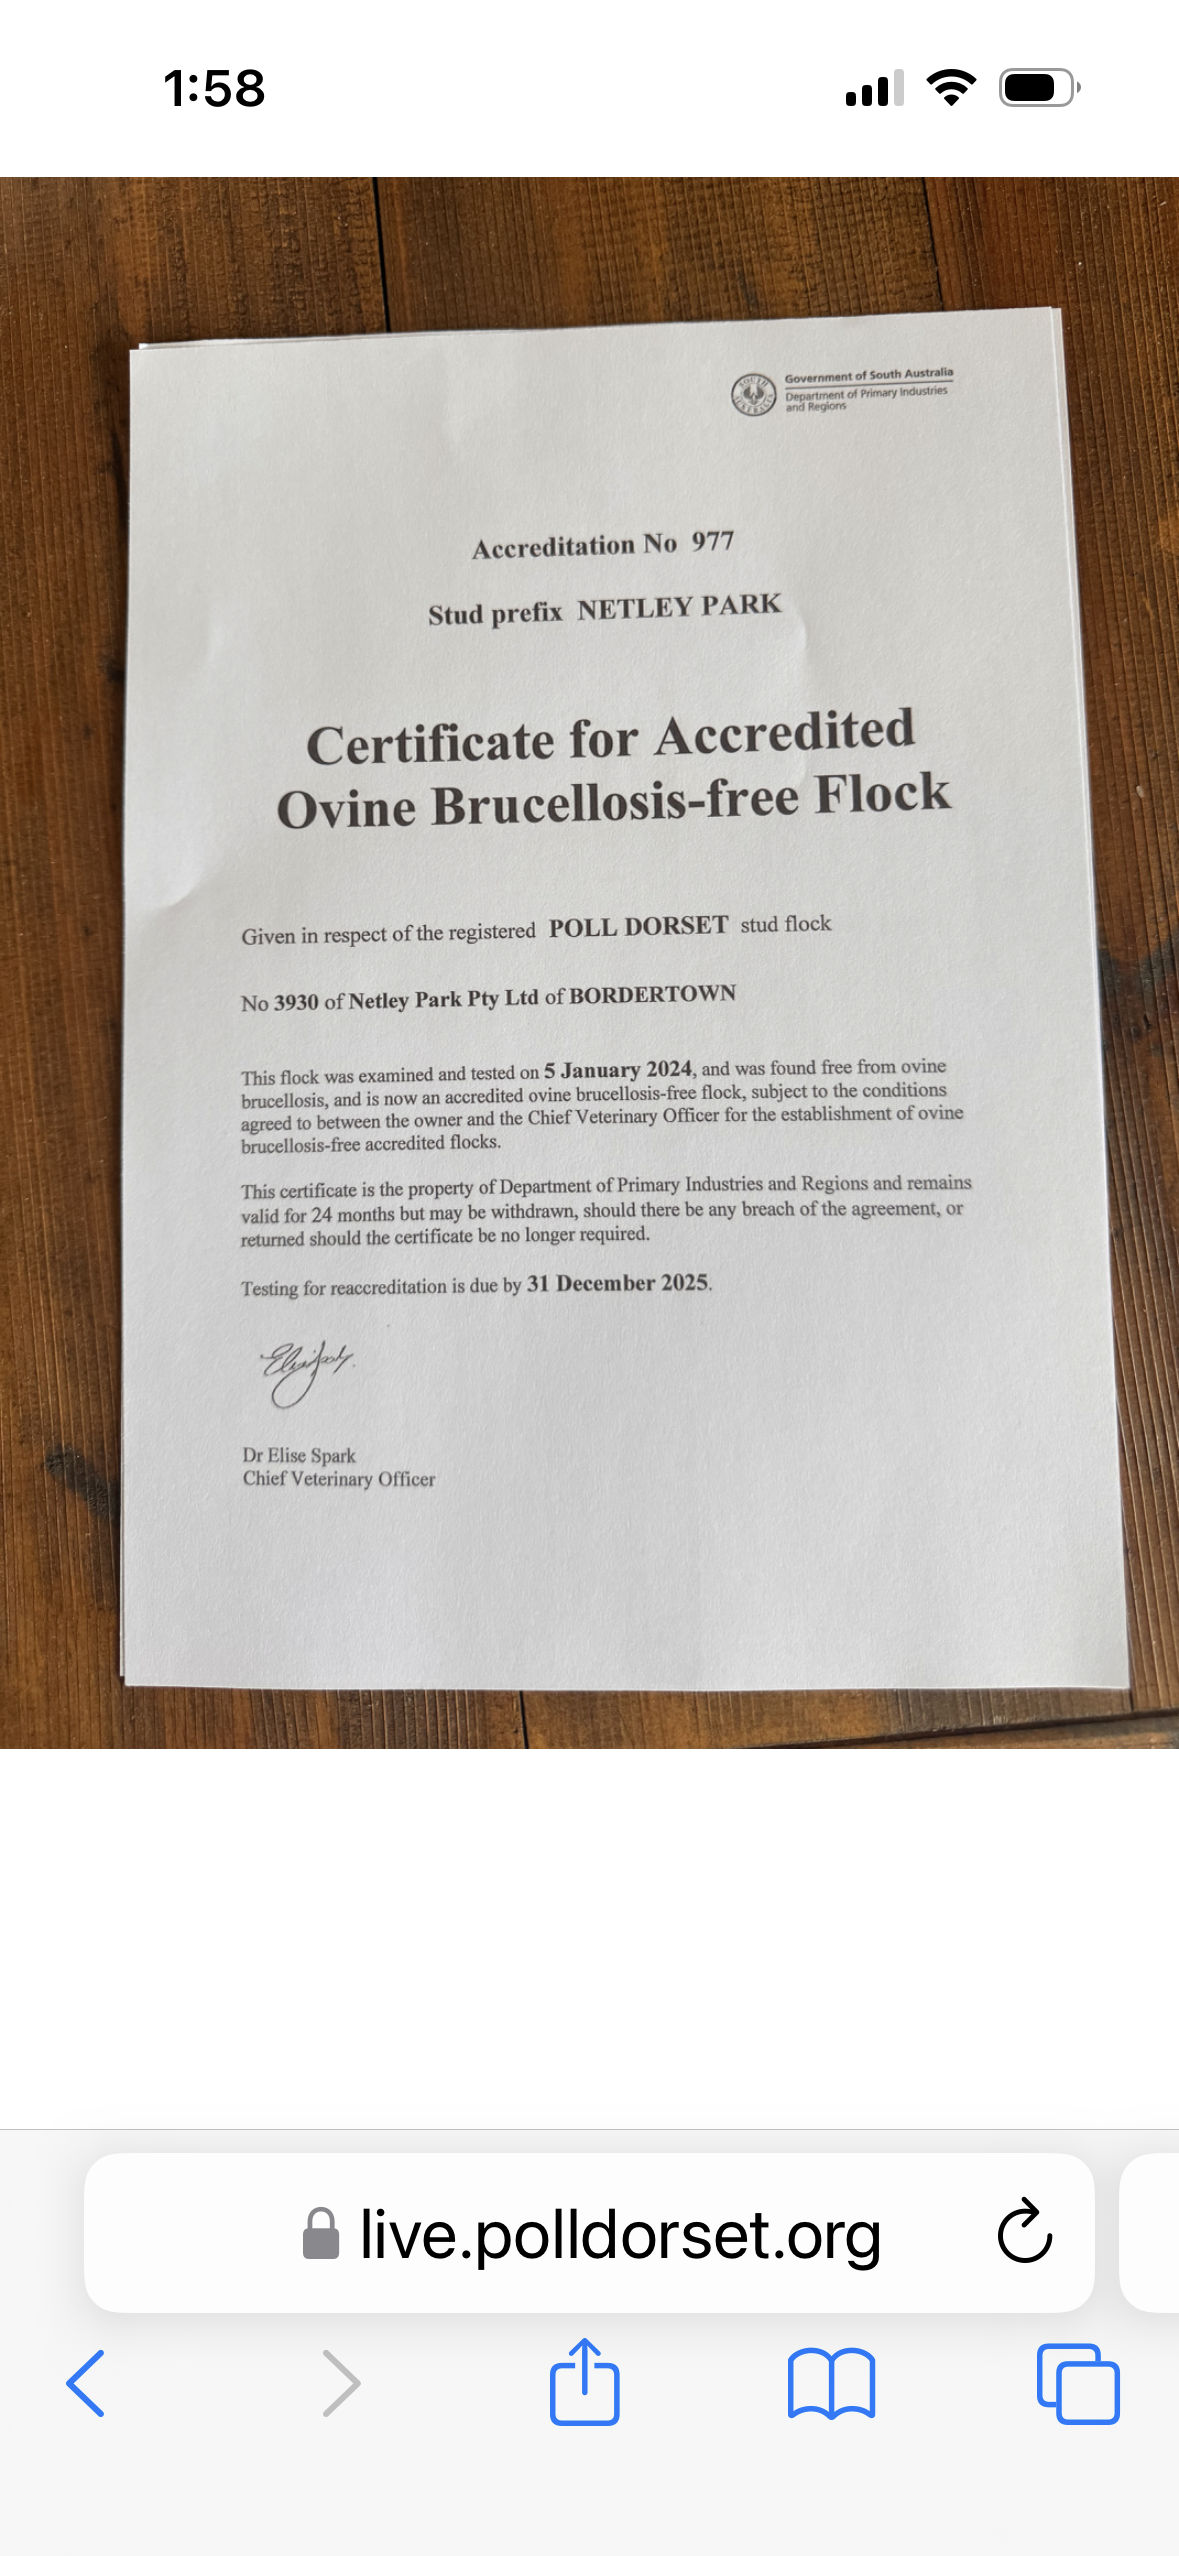 1:58
Government of South Australia
Department of Primary Industries
and Regions
SOUTH AUSTRALIA
Accreditation No 977
Stud prefix NETLEY PARK
Certificate for Accredited
Ovine Brucellosis-free Flock
Given in respect of the registered POLL DORSET stud flock
No 3930 of Netley Park Pty Ltd of BORDERTOWN
This flock was examined and tested on 5 January 2024, and was found free from ovine
brucellosis, and is now an accredited ovine brucellosis-free flock, subject to the conditions
agreed to between the owner and the Chief Veterinary Officer for the establishment of ovine
brucellosis-free accredited flocks.
This certificate is the property of Department of Primary Industries and Regions and remains
valid for 24 months but may be withdrawn, should there be any breach of the agreement, or
returned should the certificate be no longer required.
Testing for reaccreditation is due by 31 December 2025.
Dr Elise Spark
Chief Veterinary Officer
live.polldorset.org